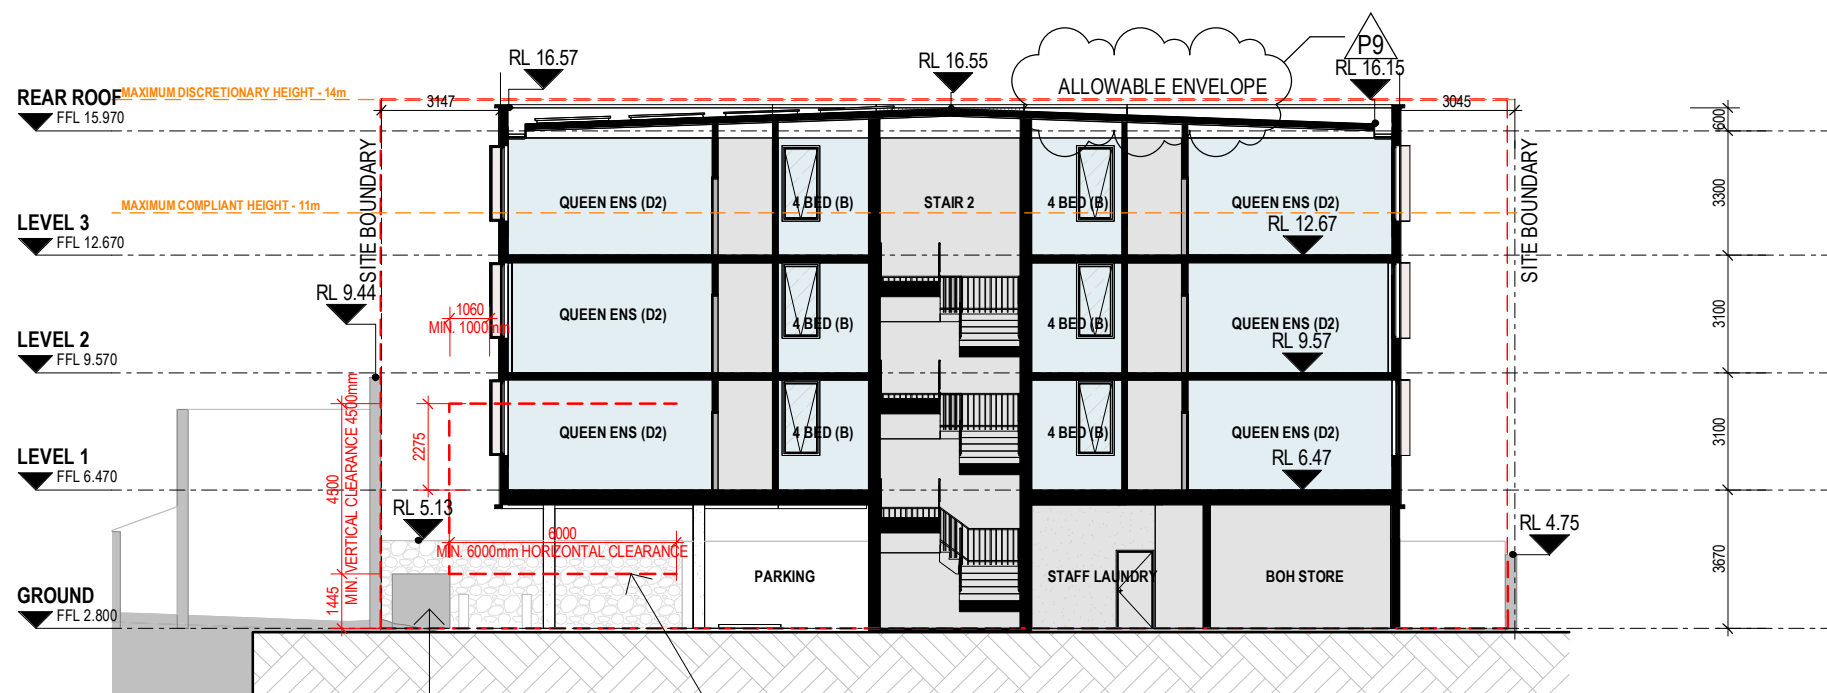 P9
RL 16.57
RL 16.55
RL 16.15
ALLOWABLE ENVELOPE
REAR ROOF
FFL 15.970
MAXIMUM DISCRETIONARY HEIGHT - 14m
3147
3045
600
SITE BOUNDARY
SITE BOUNDARY
3300
MAXIMUM COMPLIANT HEIGHT - 11m
QUEEN ENS (D2)
4 BED (B)
STAIR 2
4 BED (B)
QUEEN ENS (D2)
LEVEL 3
FFL 12.670
RL 12.67
RL 9.44
1060
MIN. 1000mm
QUEEN ENS (D2)
4 BED (B)
4 BED (B)
QUEEN ENS (D2)
3100
LEVEL 2
FFL 9.570
RL 9.57
MIN. VERTICAL CLEARANCE 4500mm
4500
2275
QUEEN ENS (D2)
4 BED (B)
4 BED (B)
QUEEN ENS (D2)
3100
LEVEL 1
FFL 6.470
RL 6.47
RL 5.13
RL 4.75
6000
MIN. 6000mm HORIZONTAL CLEARANCE
PARKING
STAFF LAUNDRY
BOH STORE
3670
1445
GROUND
FFL 2.800